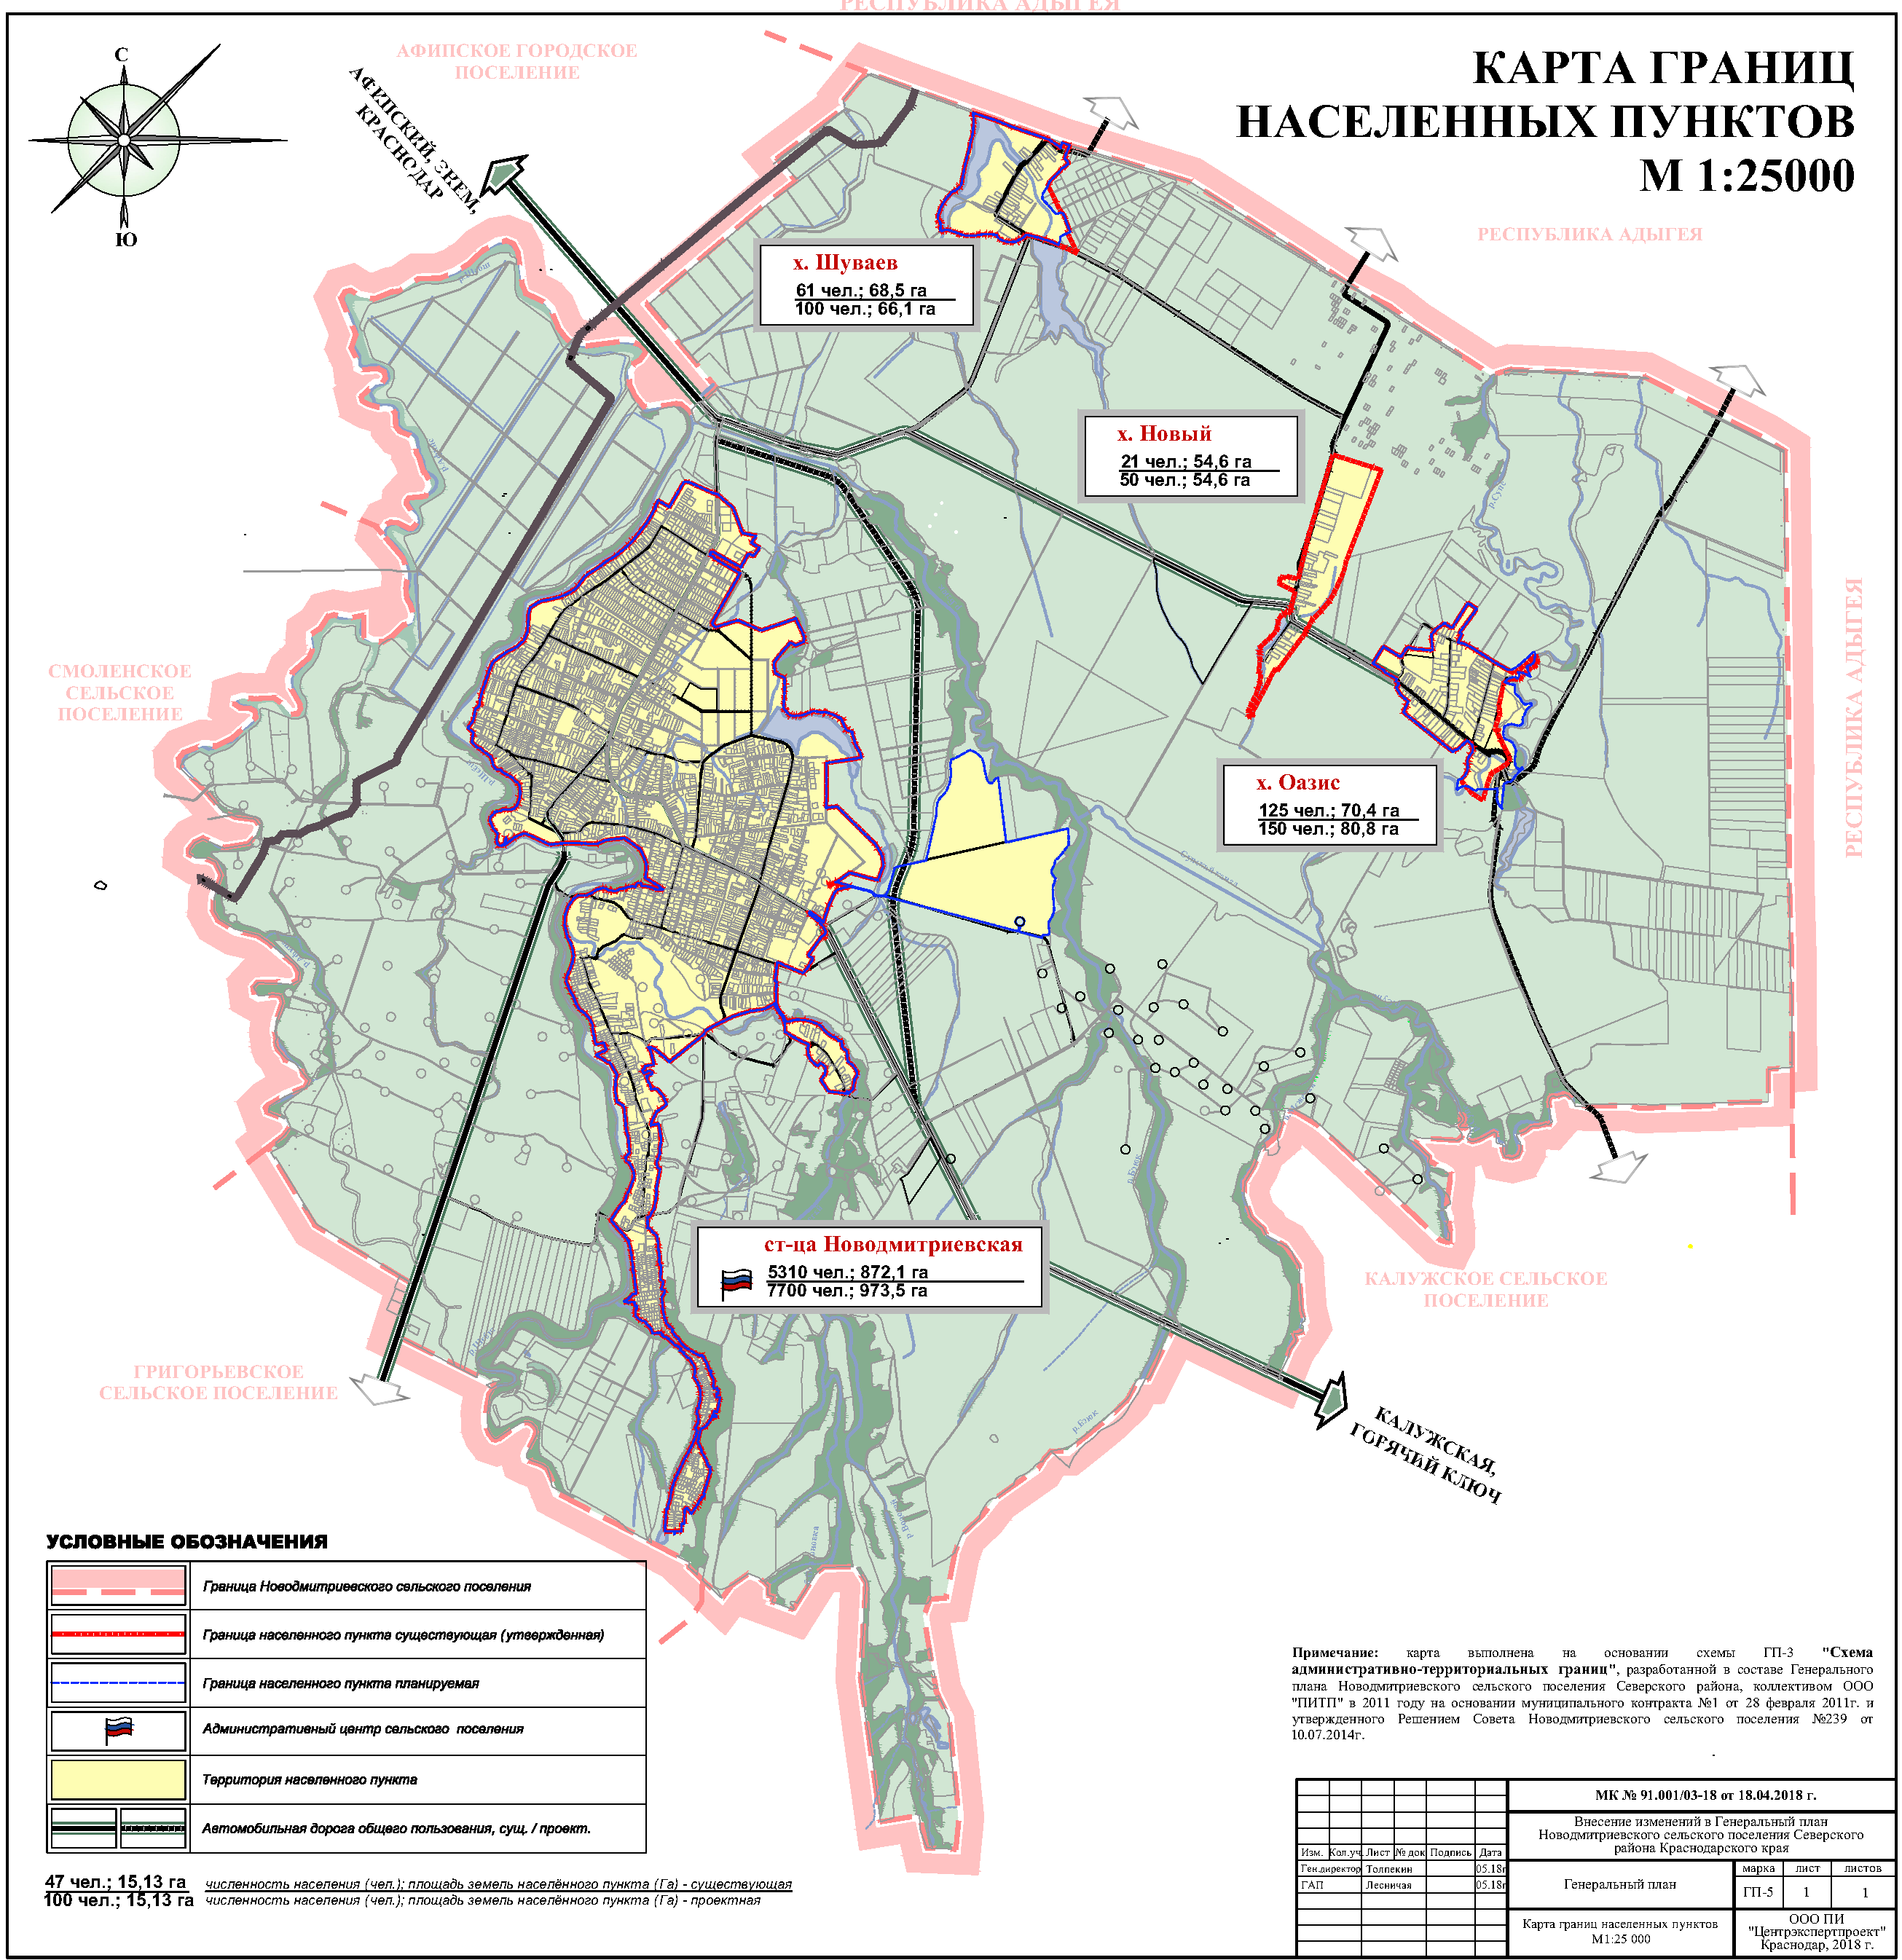 РЕСПУБЛИКА АДЫГЕЯ
КАРТА ГРАНИЦ
НАСЕЛЕННЫХ ПУНКТОВ
М 1:25000
С
Ю
АФИПСКОЕ ГОРОДСКОЕ
ПОСЕЛЕНИЕ
АФИПСКИЙ, ЭНЕМ,
КРАСНОДАР
РЕСПУБЛИКА АДЫГЕЯ
х. Шуваев
61 чел.; 68,5 га
100 чел.; 66,1 га
х. Новый
21 чел.; 54,6 га
50 чел.; 54,6 га
р.Супс
РЕСПУБЛИКА АДЫГЕЯ
СМОЛЕНСКОЕ
СЕЛЬСКОЕ
ПОСЕЛЕНИЕ
х. Оазис
125 чел.; 70,4 га
150 чел.; 80,8 га
р.Бзюк
ст-ца Новодмитриевская
5310 чел.; 872,1 га
7700 чел.; 973,5 га
КАЛУЖСКОЕ СЕЛЬСКОЕ
ПОСЕЛЕНИЕ
ГРИГОРЬЕВСКОЕ
СЕЛЬСКОЕ ПОСЕЛЕНИЕ
р.Бзюк
КАЛУЖСКАЯ,
ГОРЯЧИЙ КЛЮЧ
УСЛОВНЫЕ ОБОЗНАЧЕНИЯ
Граница Новодмитриевского сельского поселения
Граница населенного пункта существующая (утвержденная)
Граница населенного пункта планируемая
Административный центр сельского поселения
Территория населенного пункта
Автомобильная дорога общего пользования, сущ. / проект.
47 чел.; 15,13 га численность населения (чел.); площадь земель населённого пункта (Га) - существующая
100 чел.; 15,13 га численность населения (чел.); площадь земель населённого пункта (Га) - проектная
Примечание: карта выполнена на основании схемы ГП-3 "Схема
административно-территориальных границ", разработанной в составе Генерального
плана Новодмитриевского сельского поселения Северского района, коллективом ООО
"ПИТП" в 2011 году на основании муниципального контракта №1 от 28 февраля 2011г. и
утвержденного Решением Совета Новодмитриевского сельского поселения №239 от
10.07.2014г.
МК № 91.001/03-18 от 18.04.2018 г.
Внесение изменений в Генеральный план
Новодмитриевского сельского поселения Северского
района Краснодарского края
Изм. Кол.уч Лист № док Подпись Дата
Ген.директор Толпекин 05.18г
ГАП Лесничая 05.18г
Генеральный план
марка лист листов
ГП-5 1 1
Карта границ населенных пунктов
М1:25 000
ООО ПИ
"Центрэкспертпроект"
Краснодар, 2018 г.